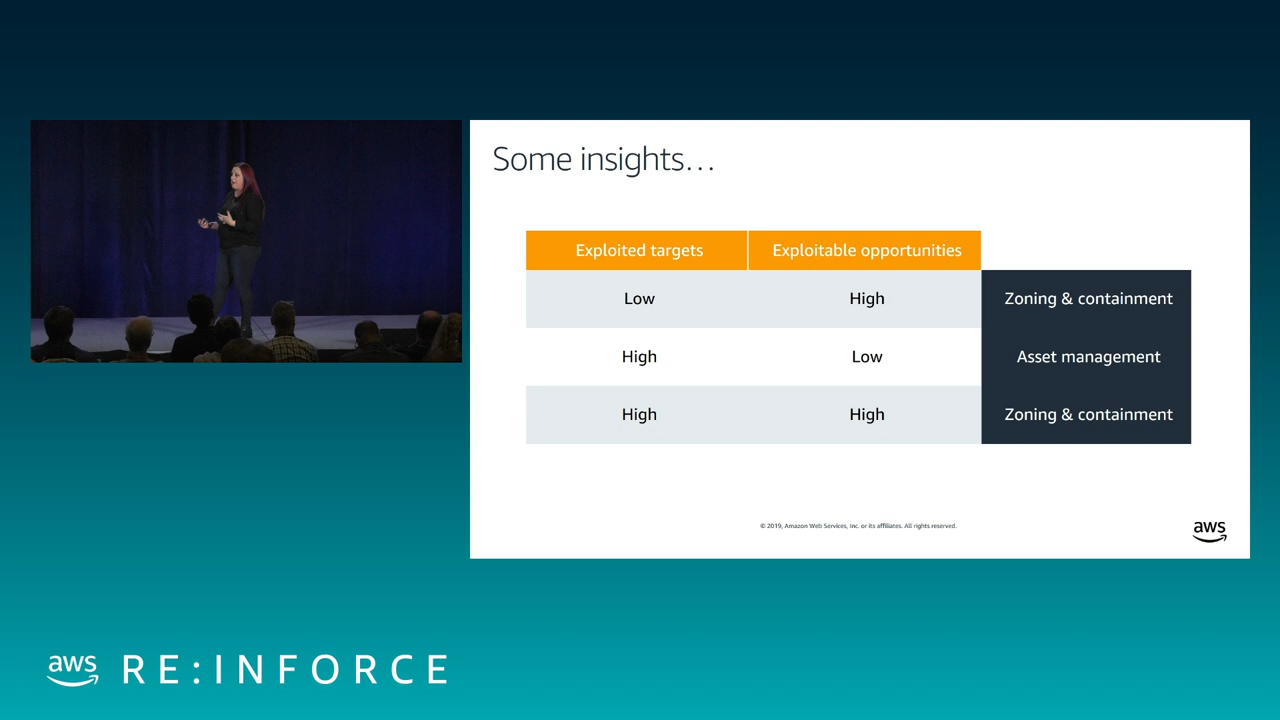 Some insights...
Exploited targets
Exploitable opportunities
Low
High
Zoning & containment
High
Low
Asset management
High
High
Zoning & containment
© 2019, Amazon Web Services, Inc. or its affiliates. All rights reserved.
aws
aws RE:INFORCE